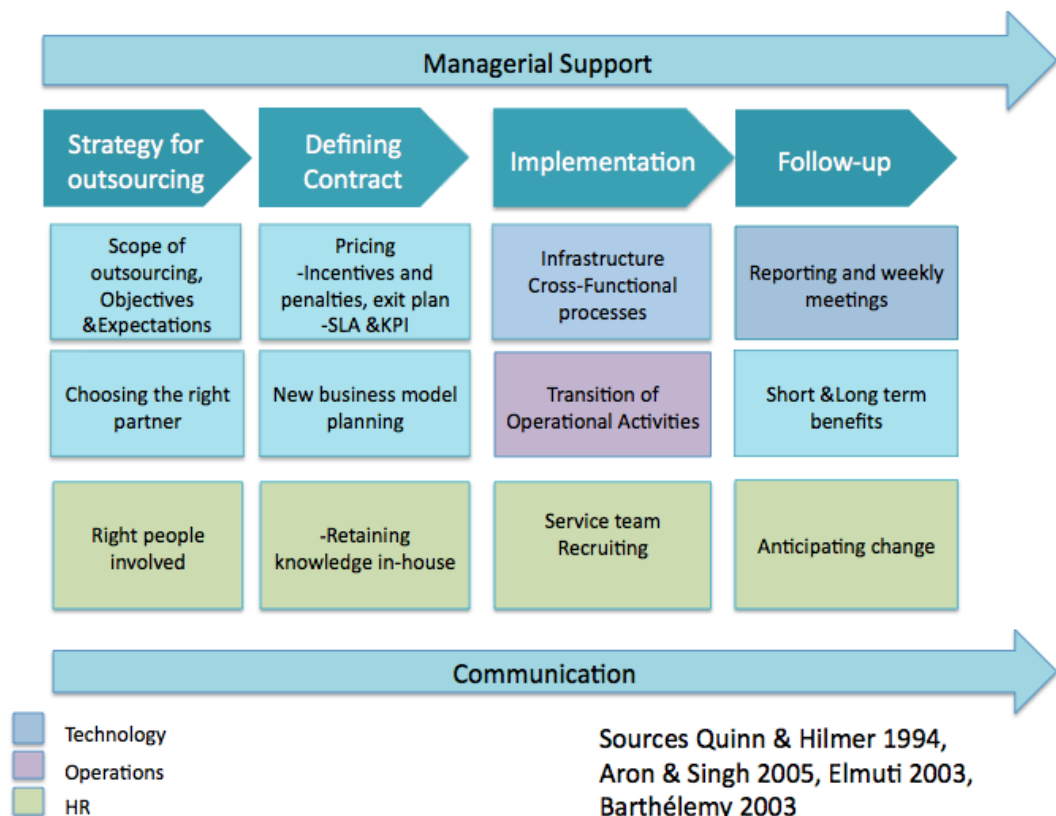 Managerial Support
Strategy for
outsourcing
Defining
Contract
Implementation
Follow-up
Scope of
outsourcing,
Objectives
&Expectations
Pricing
-Incentives and
penalties, exit plan
-SLA &KPI
Infrastructure
Cross-Functional
processes
Reporting and weekly
meetings
Choosing the right
partner
New business model
planning
Transition of
Operational Activities
Short &Long term
benefits
Right people
involved
-Retaining
knowledge in-house
Service team
Recruiting
Anticipating change
Communication
Technology
Operations
HR
Sources Quinn & Hilmer 1994,
Aron & Singh 2005, Elmuti 2003,
Barthélemy 2003